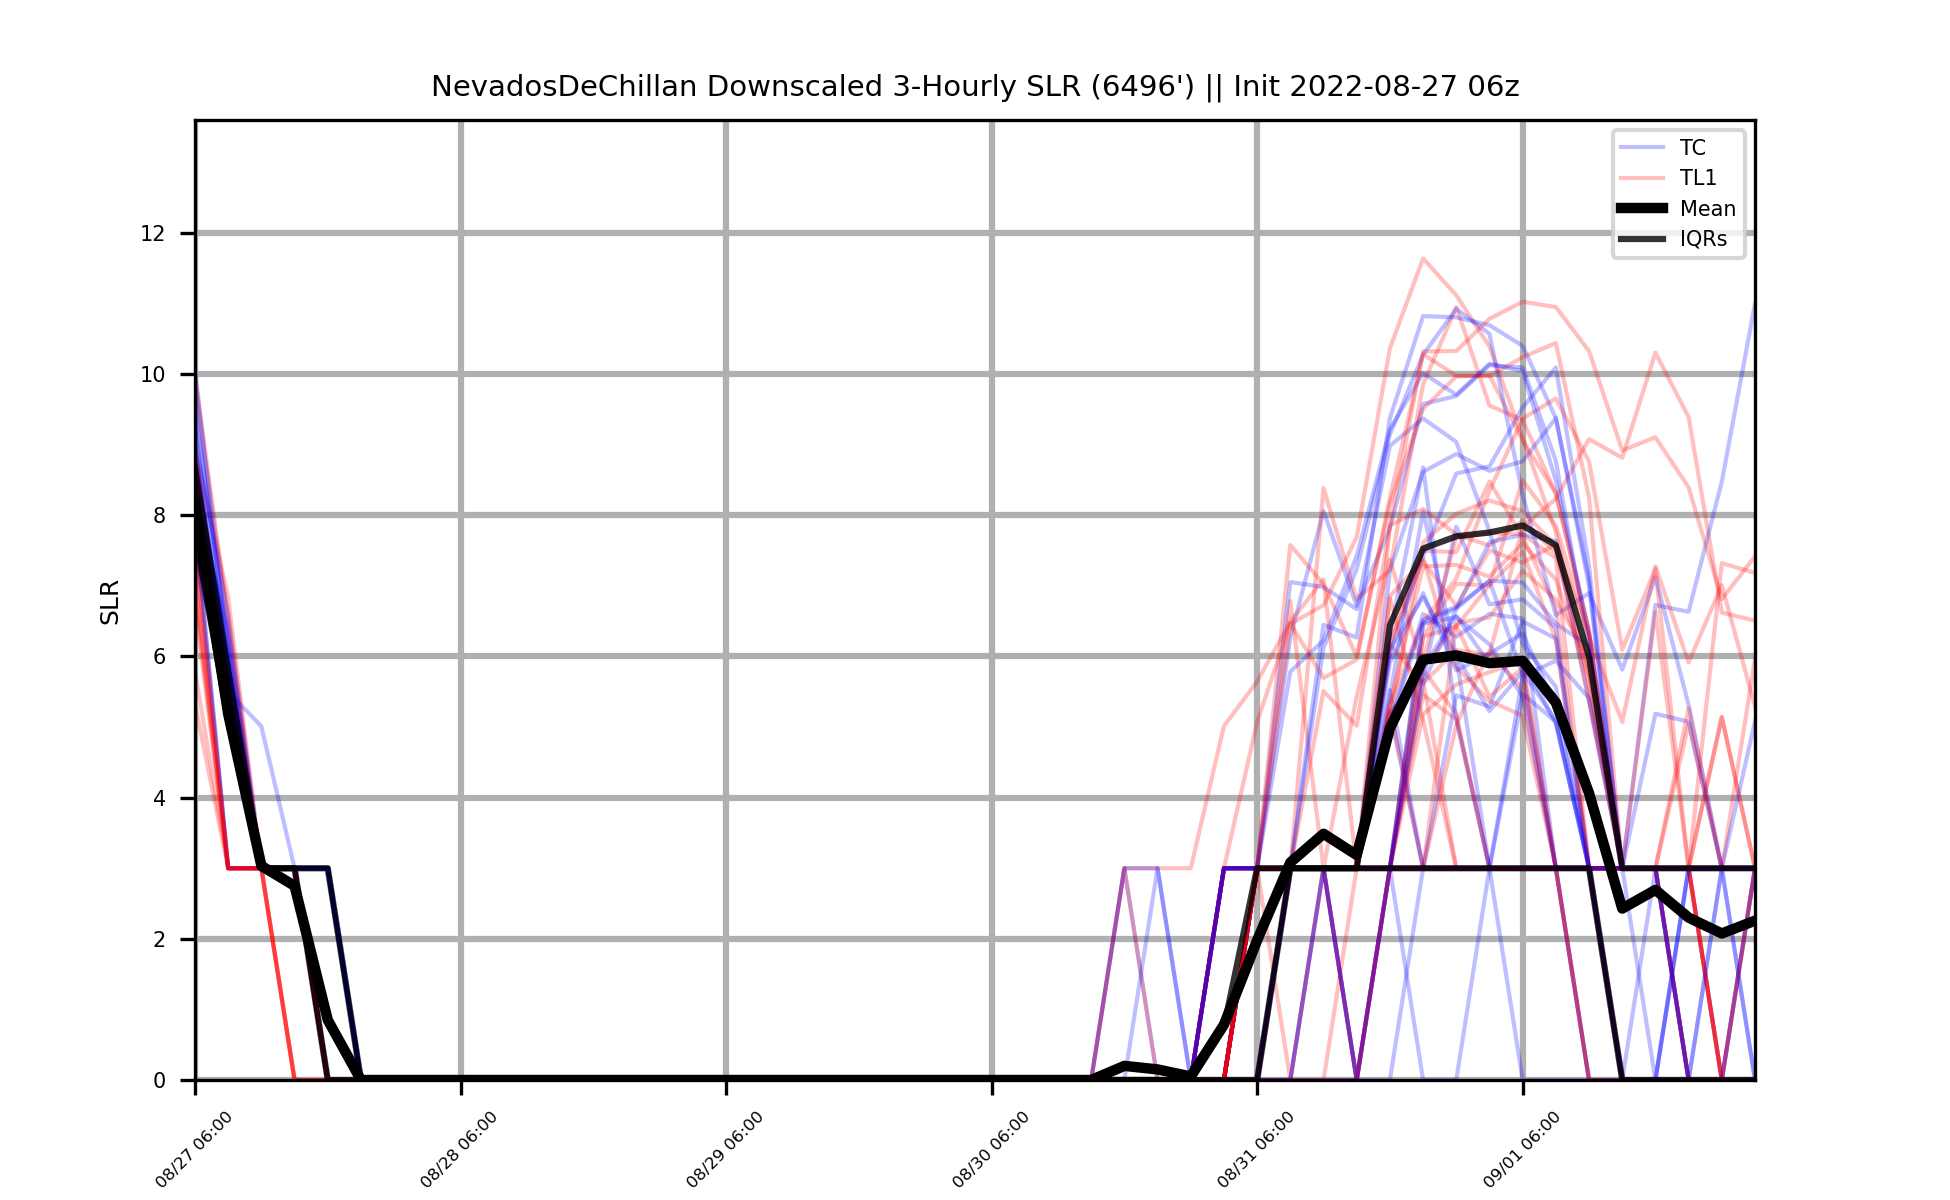 NevadosDeChillan Downscaled 3-Hourly SLR (6496') || Init 2022-08-27 06z
TC
TL1
Mean
IQRs
SLR
12
10
8
6
4
2
0
08/27 06:00
08/28 06:00
08/29 06:00
08/30 06:00
08/31 06:00
09/01 06:00